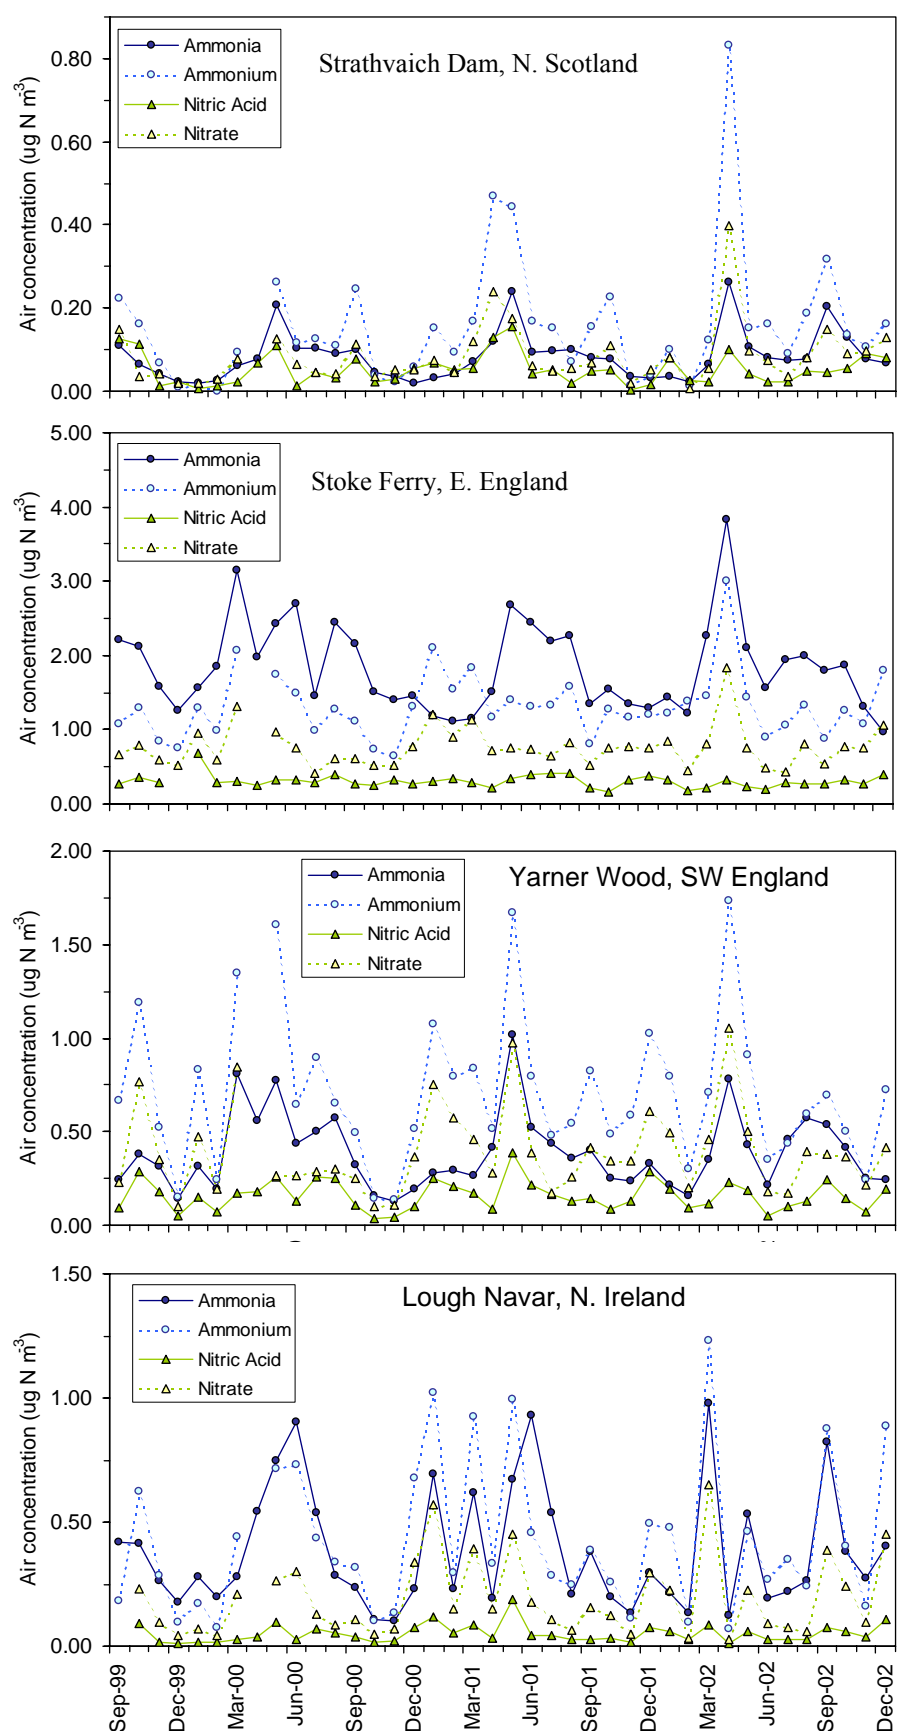 Air concentration (ug N m-3)
0.80
0.60
0.40
0.20
0.00
Ammonia
Ammonium
Nitric Acid
Nitrate
Strathvaich Dam, N. Scotland
Air concentration (ug N m-3)
5.00
4.00
3.00
2.00
1.00
0.00
Ammonia
Ammonium
Nitric Acid
Nitrate
Stoke Ferry, E. England
Air concentration (ug N m-3)
2.00
1.50
1.00
0.50
0.00
Ammonia
Ammonium
Nitric Acid
Nitrate
Yarner Wood, SW England
Air concentration (ug N m-3)
1.50
1.00
0.50
0.00
Ammonia
Ammonium
Nitric Acid
Nitrate
Lough Navar, N. Ireland
Sep-99
Dec-99
Mar-00
Jun-00
Sep-00
Dec-00
Mar-01
Jun-01
Sep-01
Dec-01
Mar-02
Jun-02
Sep-02
Dec-02